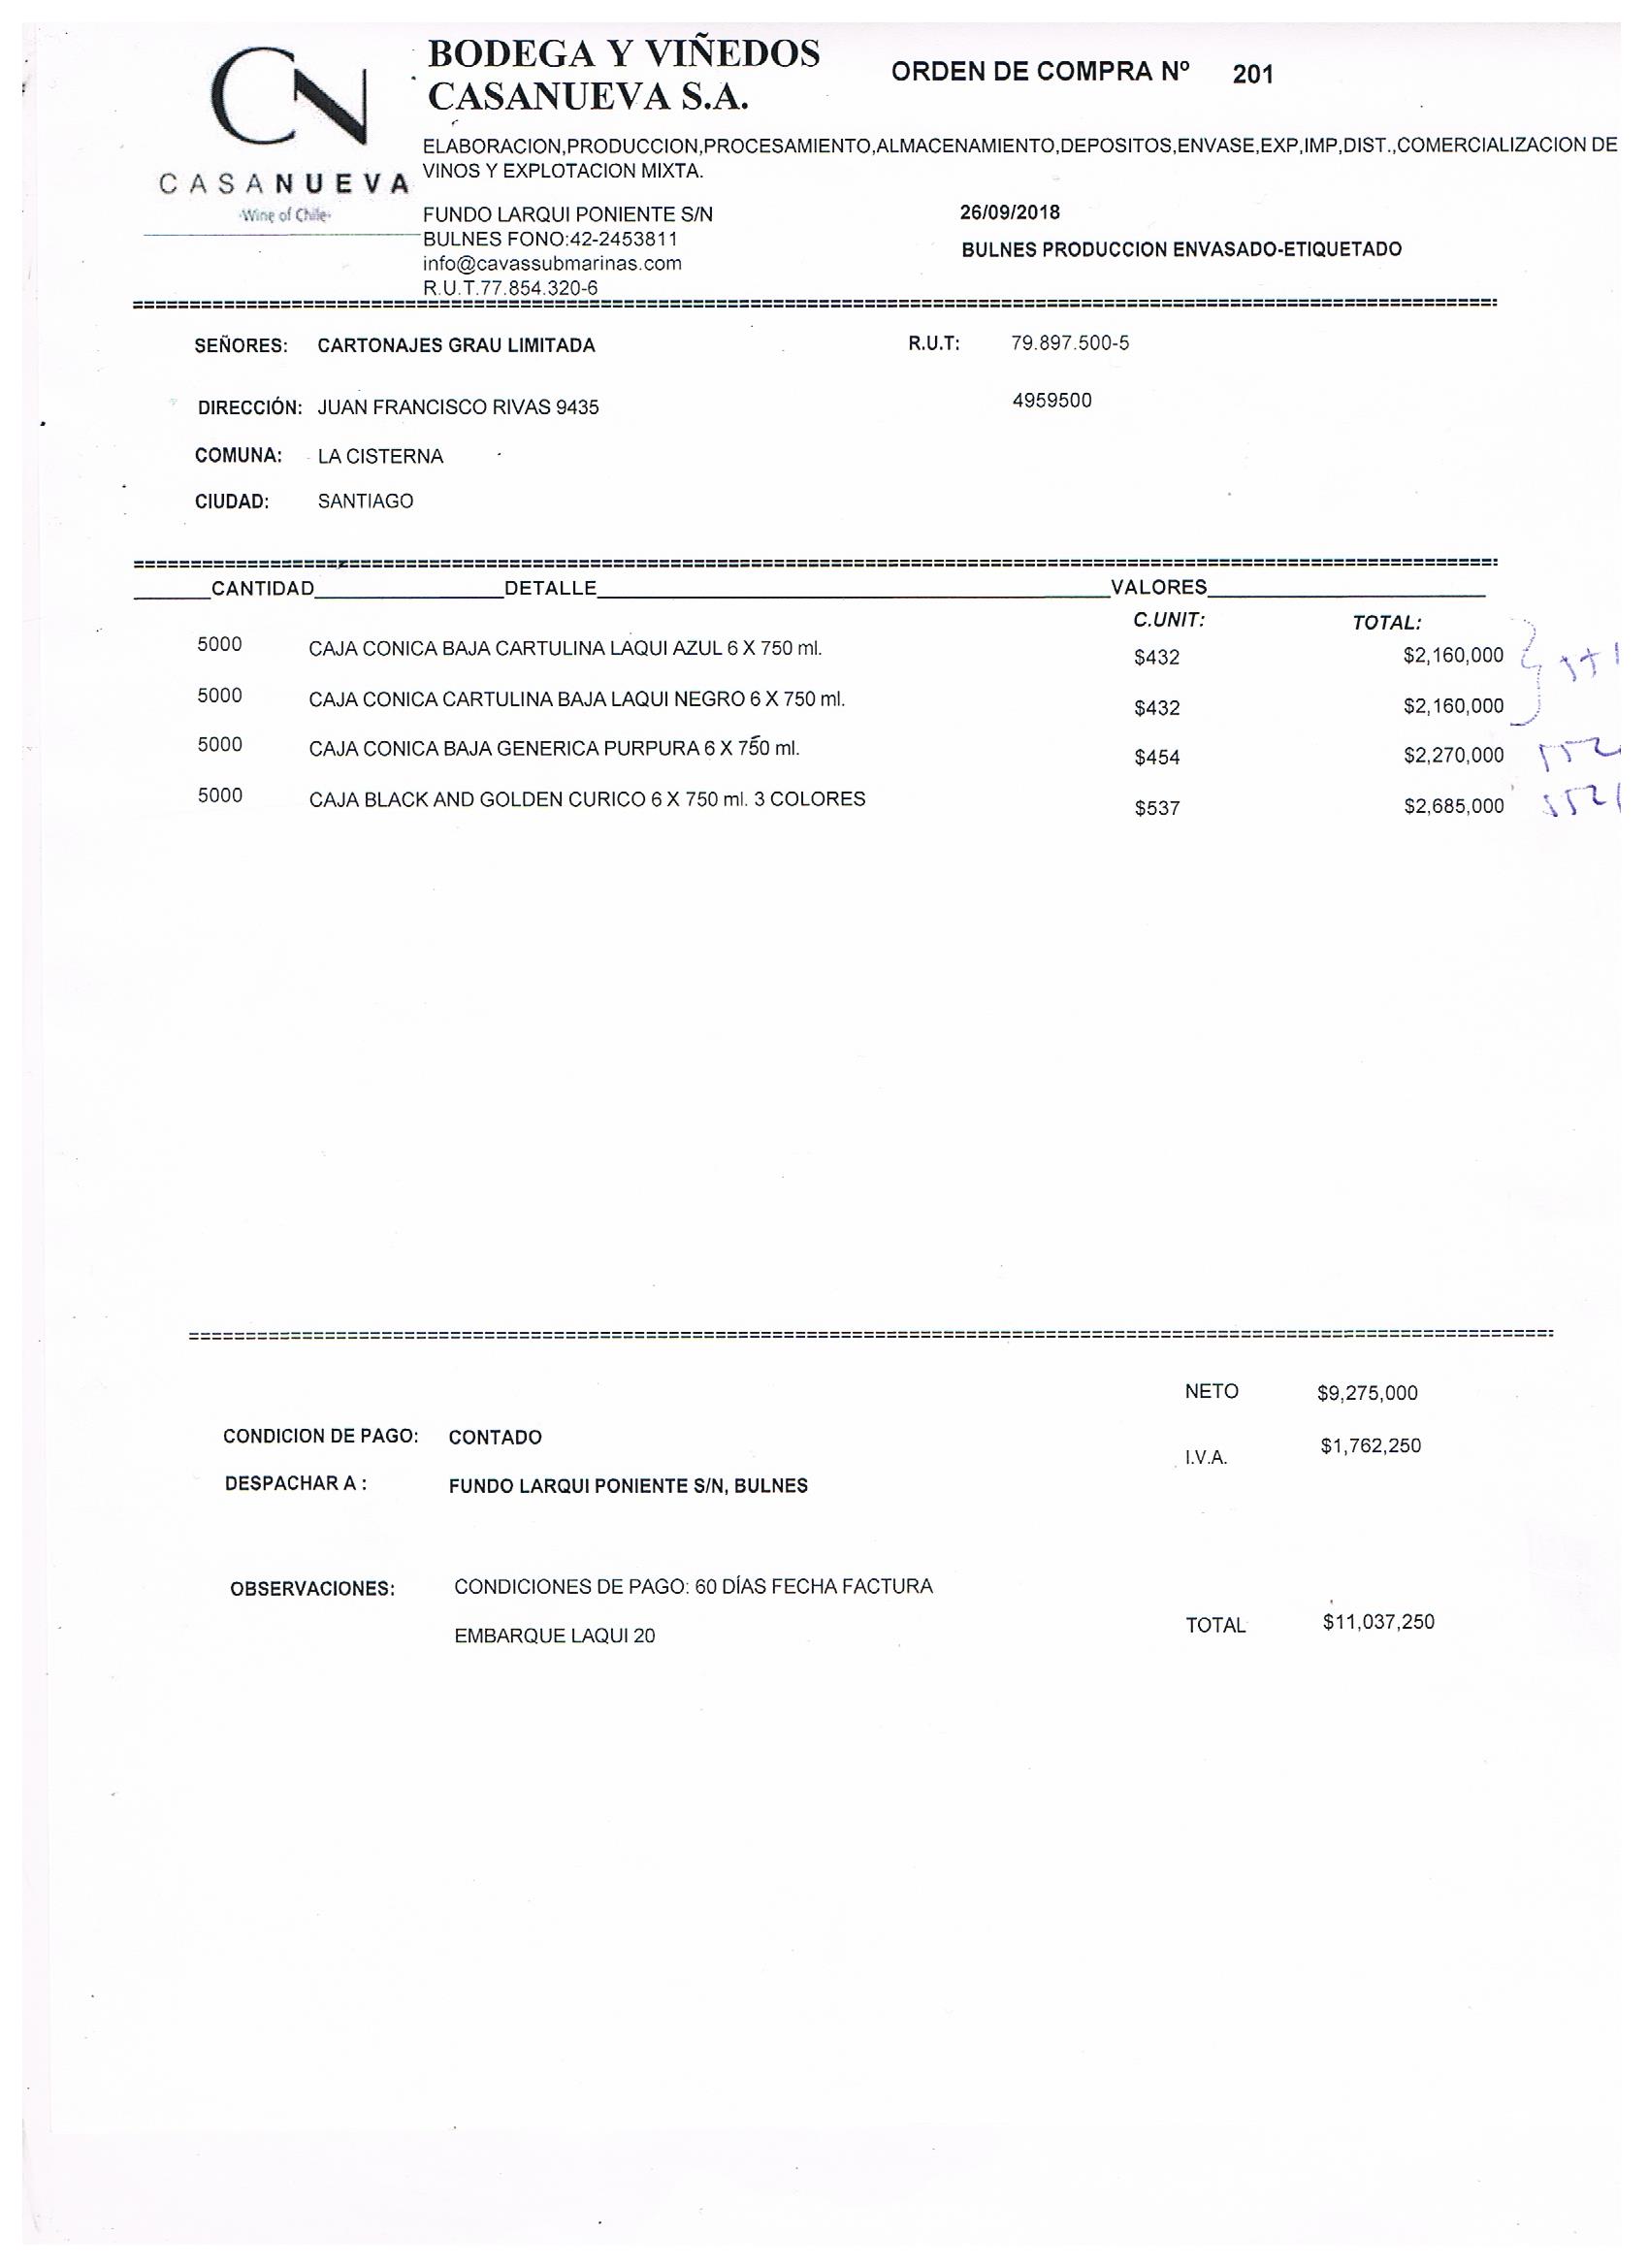 CN
CASANUEVA
-Wine of Chile-
BODEGA Y VIÑEDOS
CASANUEVA S.A.
ORDEN DE COMPRA Nº 201
ELABORACION,PRODUCCION,PROCESAMIENTO,ALMACENAMIENTO,DEPOSITOS,ENVASE,EXP,IMP,DIST.,COMERCIALIZACION DE
VINOS Y EXPLOTACION MIXTA.
FUNDO LARQUI PONIENTE S/N
BULNES FONO:42-2453811
info@cavassubmarinas.com
R.U.T.77.854.320-6
26/09/2018
BULNES PRODUCCION ENVASADO-ETIQUETADO
SEÑORES: CARTONAJES GRAU LIMITADA R.U.T: 79.897.500-5
DIRECCIÓN: JUAN FRANCISCO RIVAS 9435 4959500
COMUNA: LA CISTERNA
CIUDAD: SANTIAGO
CANTIDAD DETALLE VALORES
C.UNIT: TOTAL:
5000 CAJA CONICA BAJA CARTULINA LAQUI AZUL 6 X 750 ml. $432 $2,160,000
5000 CAJA CONICA CARTULINA BAJA LAQUI NEGRO 6 X 750 ml. $432 $2,160,000
5000 CAJA CONICA BAJA GENERICA PURPURA 6 X 750 ml. $454 $2,270,000
5000 CAJA BLACK AND GOLDEN CURICO 6 X 750 ml. 3 COLORES $537 $2,685,000
NETO $9,275,000
CONDICION DE PAGO: CONTADO
I.V.A. $1,762,250
DESPACHAR A : FUNDO LARQUI PONIENTE S/N, BULNES
OBSERVACIONES: CONDICIONES DE PAGO: 60 DÍAS FECHA FACTURA
EMBARQUE LAQUI 20
TOTAL $11,037,250